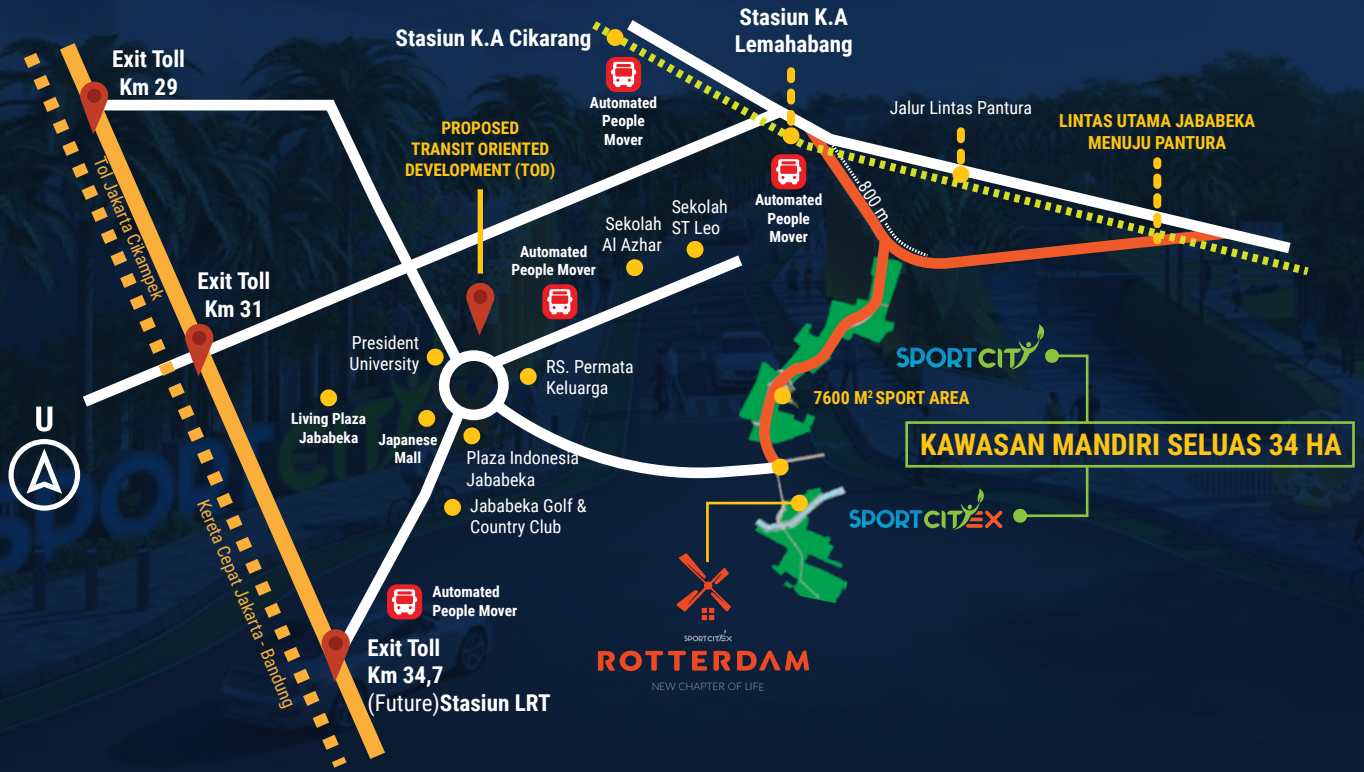 Stasiun K.A
Lemahabang
Stasiun K.A Cikarang
Exit Toll
Km 29
Automated
People
Mover
Jalur Lintas Pantura
LINTAS UTAMA JABABEKA
MENUJU PANTURA
PROPOSED
TRANSIT ORIENTED
DEVELOPMENT (TOD)
Tol Jakarta Cikampek
800 m
Automated
People
Mover
Sekolah
ST Leo
Sekolah
Al Azhar
Automated
People Mover
Exit Toll
Km 31
President
University
RS. Permata
Keluarga
SPORTCITY
7600 M² SPORT AREA
Living Plaza
Jababeka
Japanese
Mall
U
KAWASAN MANDIRI SELUAS 34 HA
Plaza Indonesia
Jababeka
Jababeka Golf &
Country Club
SPORTCITYEX
SPORTCITY
Kereta Cepat Jakarta - Bandung
Automated
People Mover
Exit Toll
Km 34,7
(Future)Stasiun LRT
SPORTCITYEX
ROTTERDAM
NEW CHAPTER OF LIFE